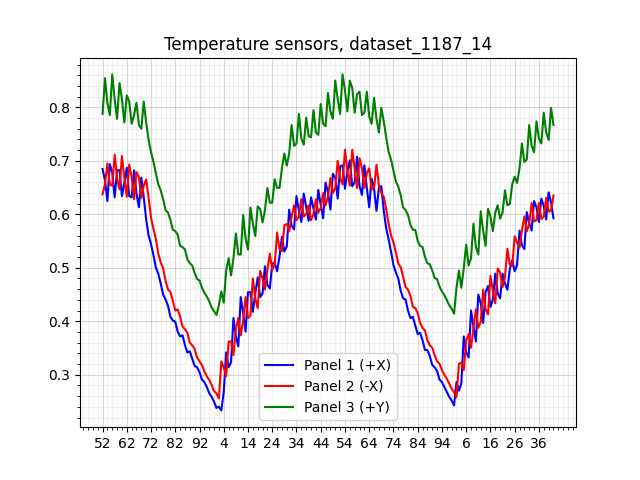 Temperature sensors, dataset_1187_14
0.8
0.7
0.6
0.5
0.4
0.3
Panel 1 (+X)
Panel 2 (-X)
Panel 3 (+Y)
52 62 72 82 92 4 14 24 34 44 54 64 74 84 94 6 16 26 36